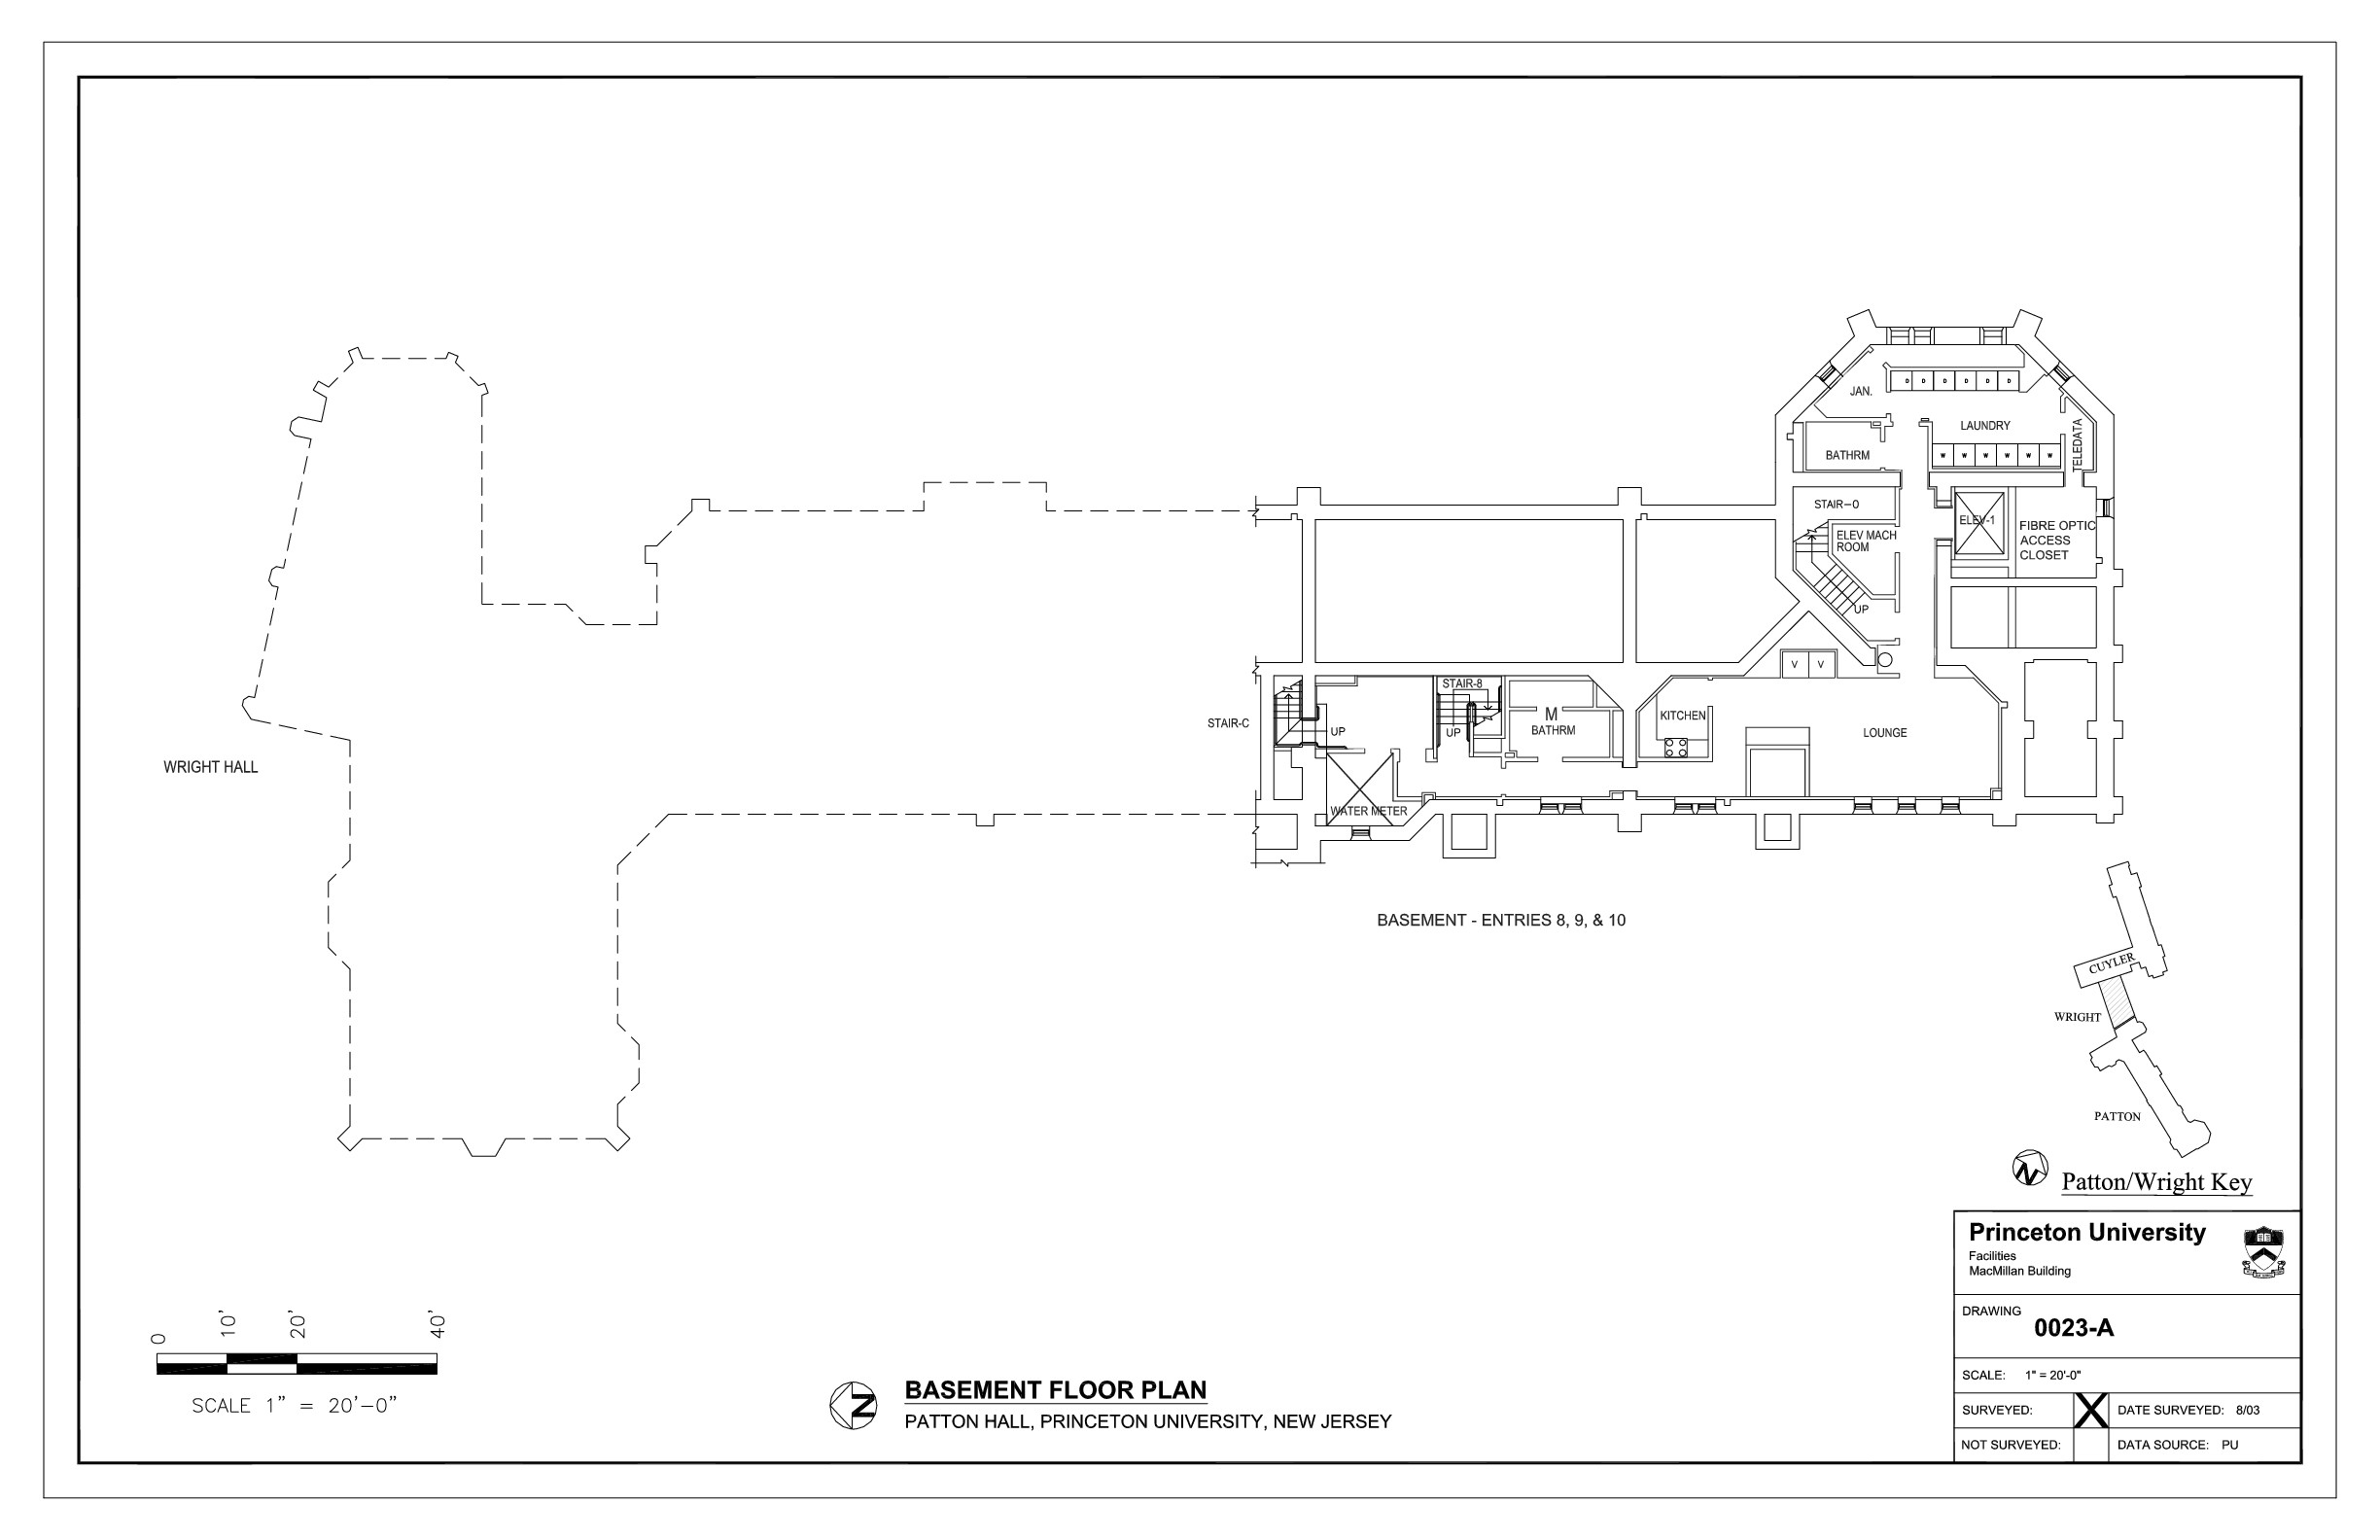 JAN.
D D D D D D
LAUNDRY
TELEDATA
BATHRM
W W W W W W
STAIR-0
ELEV-1
ELEV MACH
ROOM
FIBRE OPTIC
ACCESS
CLOSET
UP
V V
STAIR-8
STAIR-C
UP
UP
M
BATHRM
KITCHEN
LOUNGE
WRIGHT HALL
WATER METER
BASEMENT - ENTRIES 8, 9, & 10
CUYLER
WRIGHT
PATTON
N
Patton/Wright Key
Princeton University
Facilities
MacMillan Building
DRAWING
0023-A
SCALE: 1" = 20'-0"
SURVEYED: X DATE SURVEYED: 8/03
NOT SURVEYED: DATA SOURCE: PU
0 10' 20' 40'
SCALE 1" = 20'-0"
N
BASEMENT FLOOR PLAN
PATTON HALL, PRINCETON UNIVERSITY, NEW JERSEY